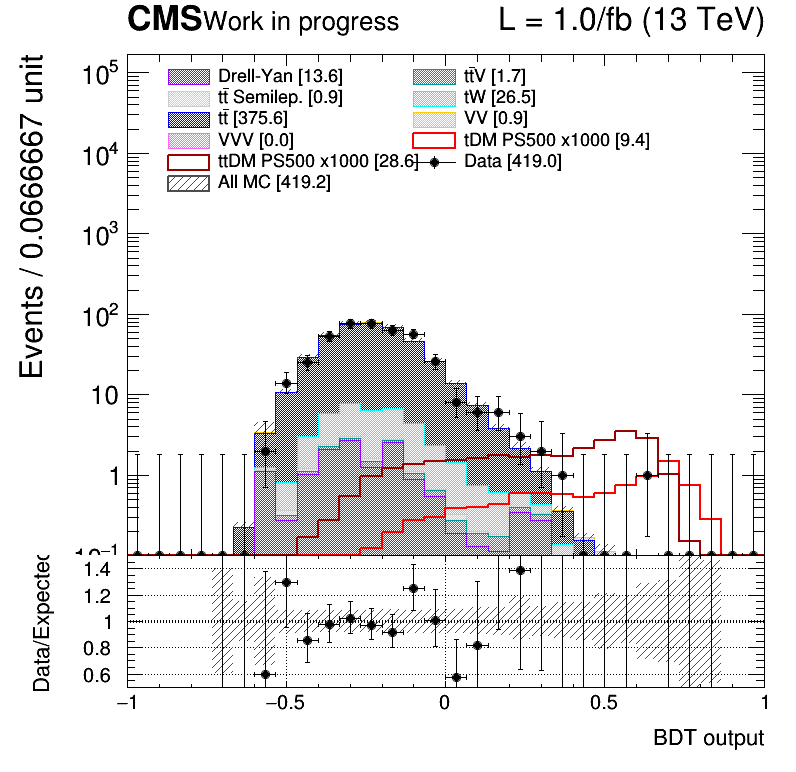 CMS Work in progress L = 1.0/fb (13 TeV)
Events / 0.0666667 unit
10⁵
10⁴
10³
10²
10
1
10⁻¹
Drell-Yan [13.6] tt̄V [1.7]
tt̄ Semilep. [0.9] tW [26.5]
tt̄ [375.6] VV [0.9]
VVV [0.0] tDM PS500 x1000 [9.4]
ttDM PS500 x1000 [28.6] Data [419.0]
All MC [419.2]
Data/Expected
1.4
1.2
1
0.8
0.6
−1 −0.5 0 0.5 1
BDT output